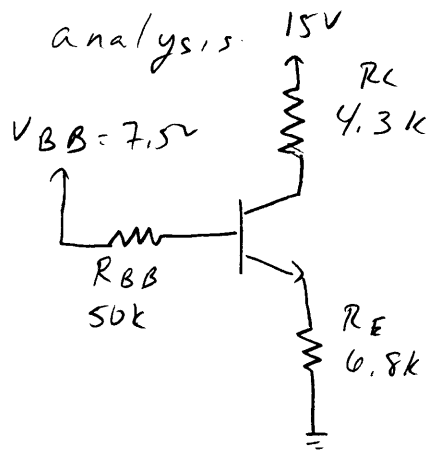 analysis.
15V
RC
4.3k
VBB=7.5V
RBB
50k
RE
6.8k